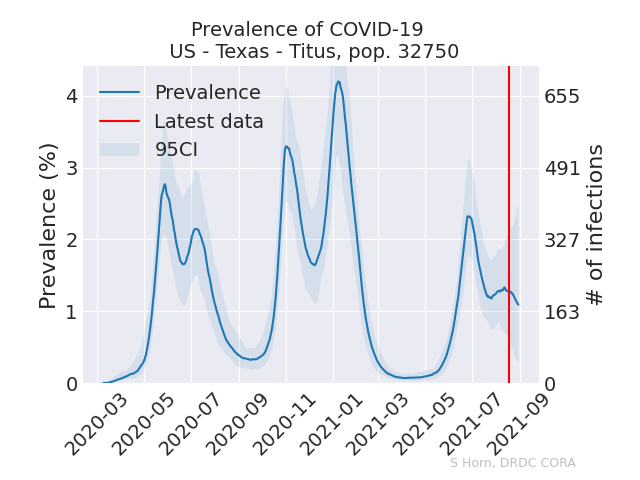 Prevalence of COVID-19
US - Texas - Titus, pop. 32750
Prevalence
Latest data
95CI
Prevalence (%)
4
3
2
1
0
655
491
327
163
0
# of infections
2020-03
2020-05
2020-07
2020-09
2020-11
2021-01
2021-03
2021-05
2021-07
2021-09
S Horn, DRDC CORA